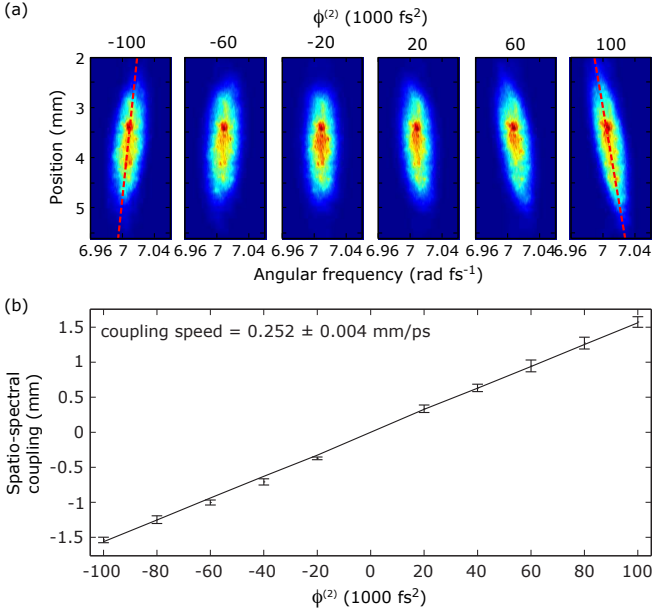 (a)
ϕ(2) (1000 fs2)
-100 -60 -20 20 60 100
2
3
4
5
Position (mm)
6.96 7 7.04 6.96 7 7.04 6.96 7 7.04 6.96 7 7.04 6.96 7 7.04 6.96 7 7.04
Angular frequency (rad fs-1)
(b)
coupling speed = 0.252 ± 0.004 mm/ps
1.5
1
0.5
0
-0.5
-1
-1.5
Spatio-spectral
coupling (mm)
-100 -80 -60 -40 -20 0 20 40 60 80 100
ϕ(2) (1000 fs2)